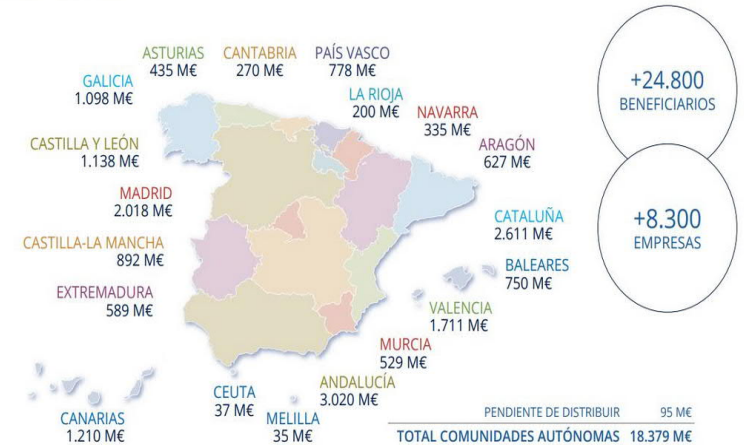 ASTURIAS
435 M€
CANTABRIA
270 M€
PAÍS VASCO
778 M€
GALICIA
1.098 M€
LA RIOJA
200 M€
NAVARRA
335 M€
CASTILLA Y LEÓN
1.138 M€
ARAGÓN
627 M€
MADRID
2.018 M€
CATALUÑA
2.611 M€
CASTILLA-LA MANCHA
892 M€
BALEARES
750 M€
EXTREMADURA
589 M€
VALENCIA
1.711 M€
MURCIA
529 M€
ANDALUCÍA
3.020 M€
CEUTA
37 M€
MELILLA
35 M€
CANARIAS
1.210 M€
+24.800
BENEFICIARIOS
+8.300
EMPRESAS
PENDIENTE DE DISTRIBUIR 95 M€
TOTAL COMUNIDADES AUTÓNOMAS 18.379 M€